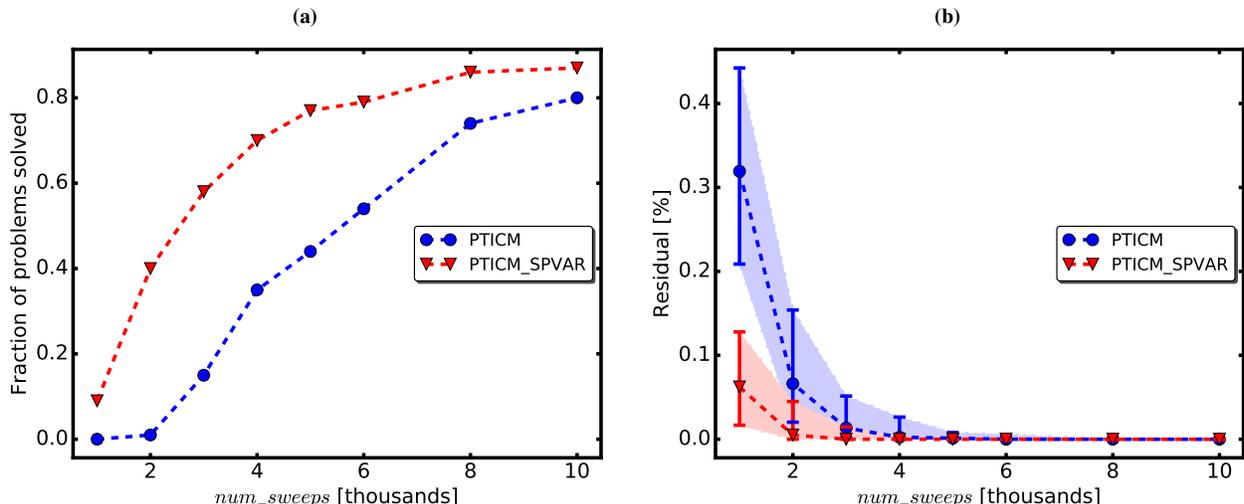 (a)
Fraction of problems solved
0.8
0.6
0.4
0.2
0.0
2 4 6 8 10
num_sweeps [thousands]
PTICM
PTICM_SPVAR
(b)
Residual [%]
0.4
0.3
0.2
0.1
0.0
2 4 6 8 10
num_sweeps [thousands]
PTICM
PTICM_SPVAR